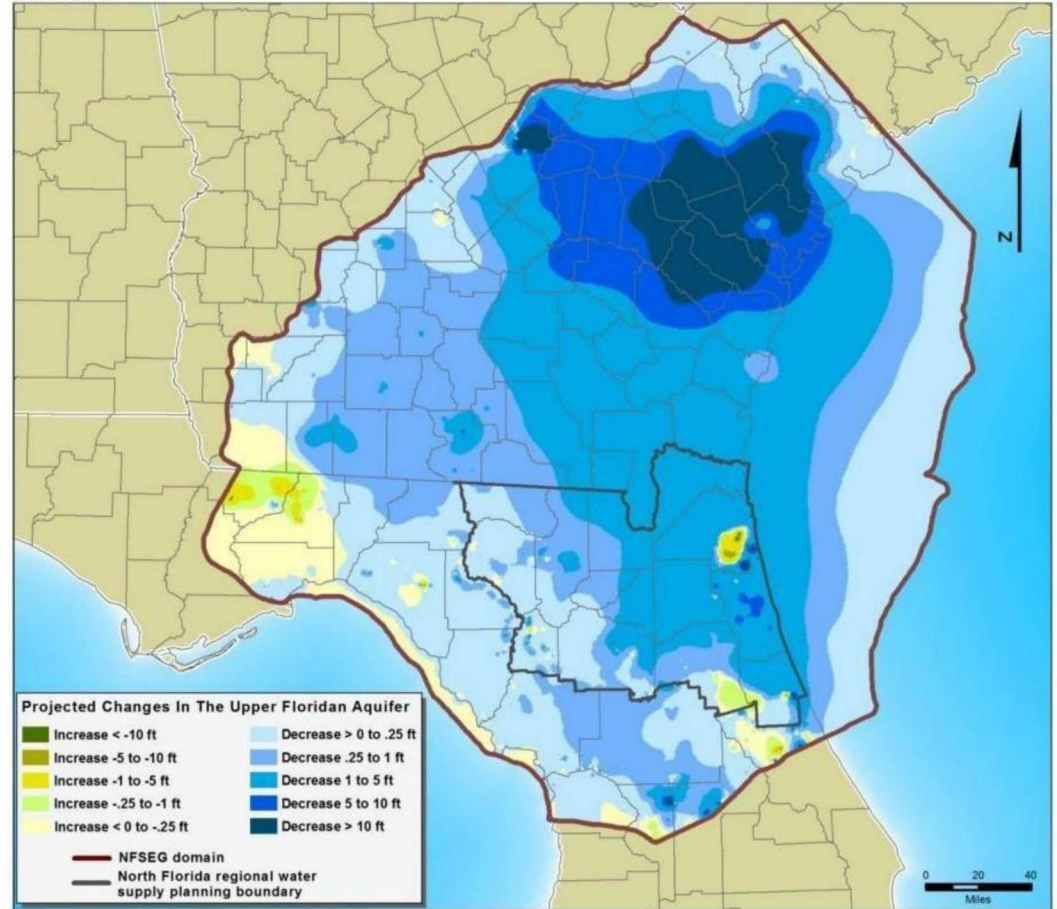 N
Projected Changes In The Upper Floridan Aquifer
Increase < -10 ft
Increase -5 to -10 ft
Increase -1 to -5 ft
Increase -.25 to -1 ft
Increase < 0 to -.25 ft
Decrease > 0 to .25 ft
Decrease .25 to 1 ft
Decrease 1 to 5 ft
Decrease 5 to 10 ft
Decrease > 10 ft
NFSEG domain
North Florida regional water
supply planning boundary
0 20 40
Miles